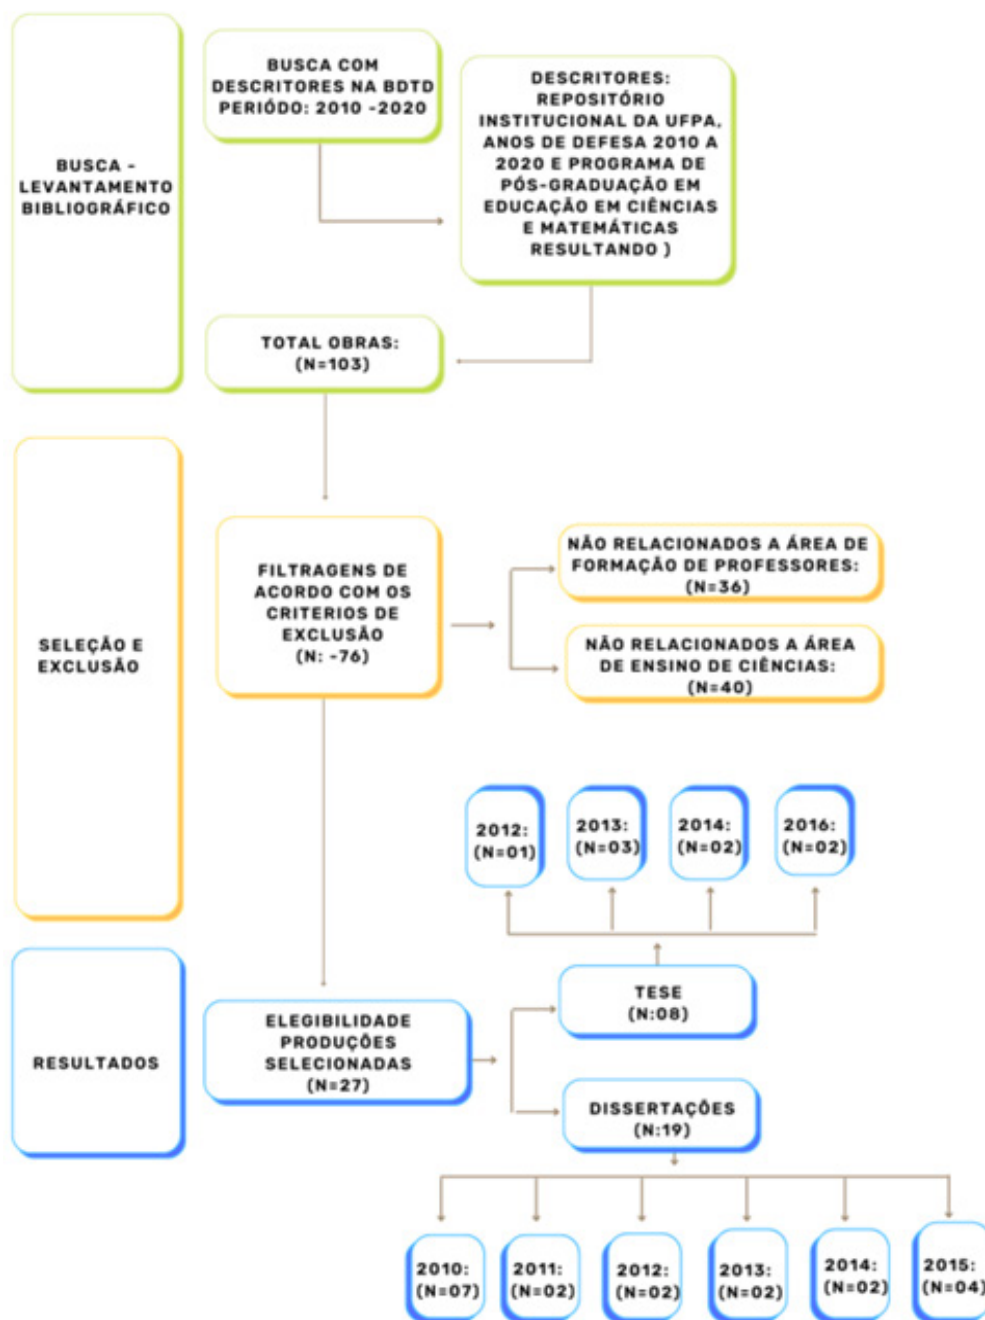 BUSCA -
LEVANTAMENTO
BIBLIOGRÁFICO
BUSCA COM
DESCRITORES NA BDTD
PERIÓDO: 2010 -2020
DESCRITORES:
REPOSITÓRIO
INSTITUCIONAL DA UFPA,
ANOS DE DEFESA 2010 A
2020 E PROGRAMA DE
PÓS-GRADUAÇÃO EM
EDUCAÇÃO EM CIÊNCIAS
E MATEMÁTICAS
RESULTANDO )
TOTAL OBRAS:
(N=103)
SELEÇÃO E
EXCLUSÃO
FILTRAGENS DE
ACORDO COM OS
CRITERIOS DE
EXCLUSÃO
(N: -76)
NÃO RELACIONADOS A ÁREA DE
FORMAÇÃO DE PROFESSORES:
(N=36)
NÃO RELACIONADOS A ÁREA
DE ENSINO DE CIÊNCIAS:
(N=40)
RESULTADOS
ELEGIBILIDADE
PRODUÇÕES
SELECIONADAS
(N=27)
TESE
(N:08)
2012:
(N=01)
2013:
(N=03)
2014:
(N=02)
2016:
(N=02)
DISSERTAÇÕES
(N:19)
2010:
(N=07)
2011:
(N=02)
2012:
(N=02)
2013:
(N=02)
2014:
(N=02)
2015:
(N=04)